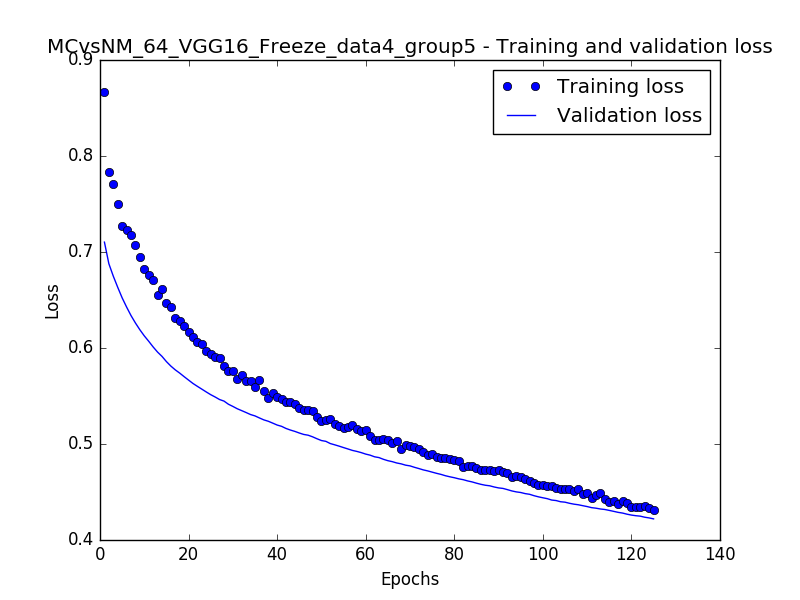 MCvsNM_64_VGG16_Freeze_data4_group5 - Training and validation loss
Training loss
Validation loss
0.9
0.8
0.7
0.6
0.5
0.4
Loss
0 20 40 60 80 100 120 140
Epochs